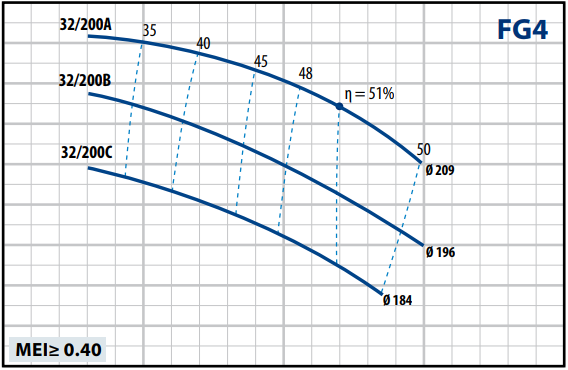 32/200A
35
FG4
40
45
32/200B
48
η = 51%
32/200C
50
Ø 209
Ø 196
Ø 184
MEI≥ 0.40